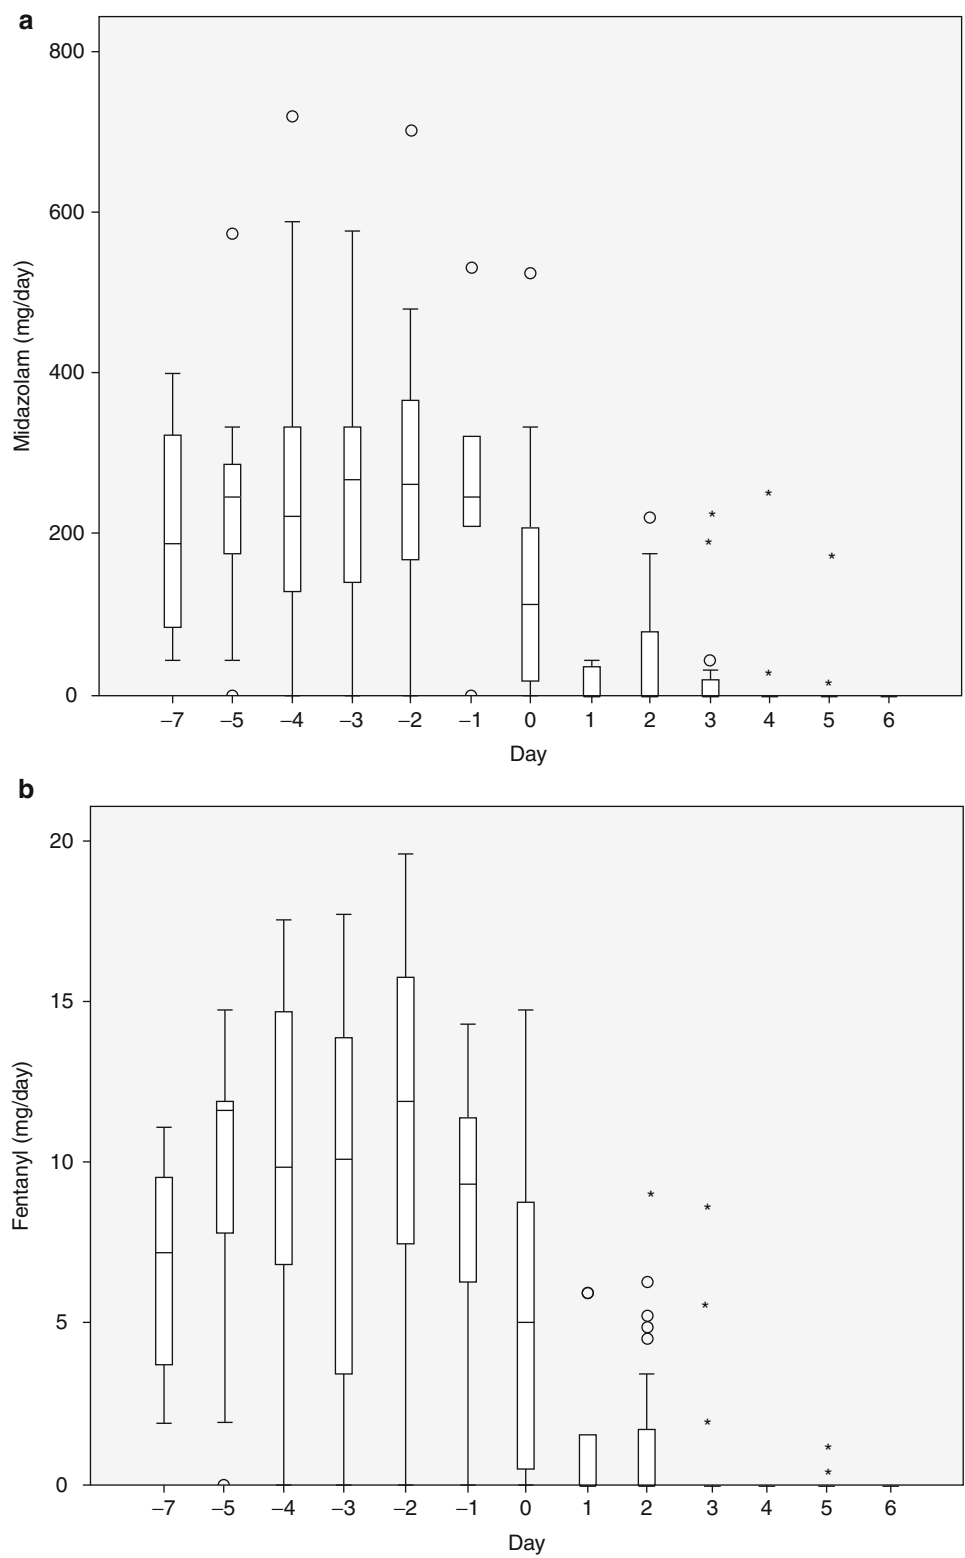 a
800
600
400
200
0
Midazolam (mg/day)
–7 –5 –4 –3 –2 –1 0 1 2 3 4 5 6
Day
b
20
15
10
5
0
Fentanyl (mg/day)
–7 –5 –4 –3 –2 –1 0 1 2 3 4 5 6
Day